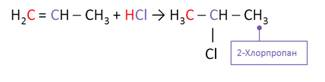 H₂C = CH – CH₃ + HCl → H₃C – CH – CH₃
|
Cl
2-Хлорпропан